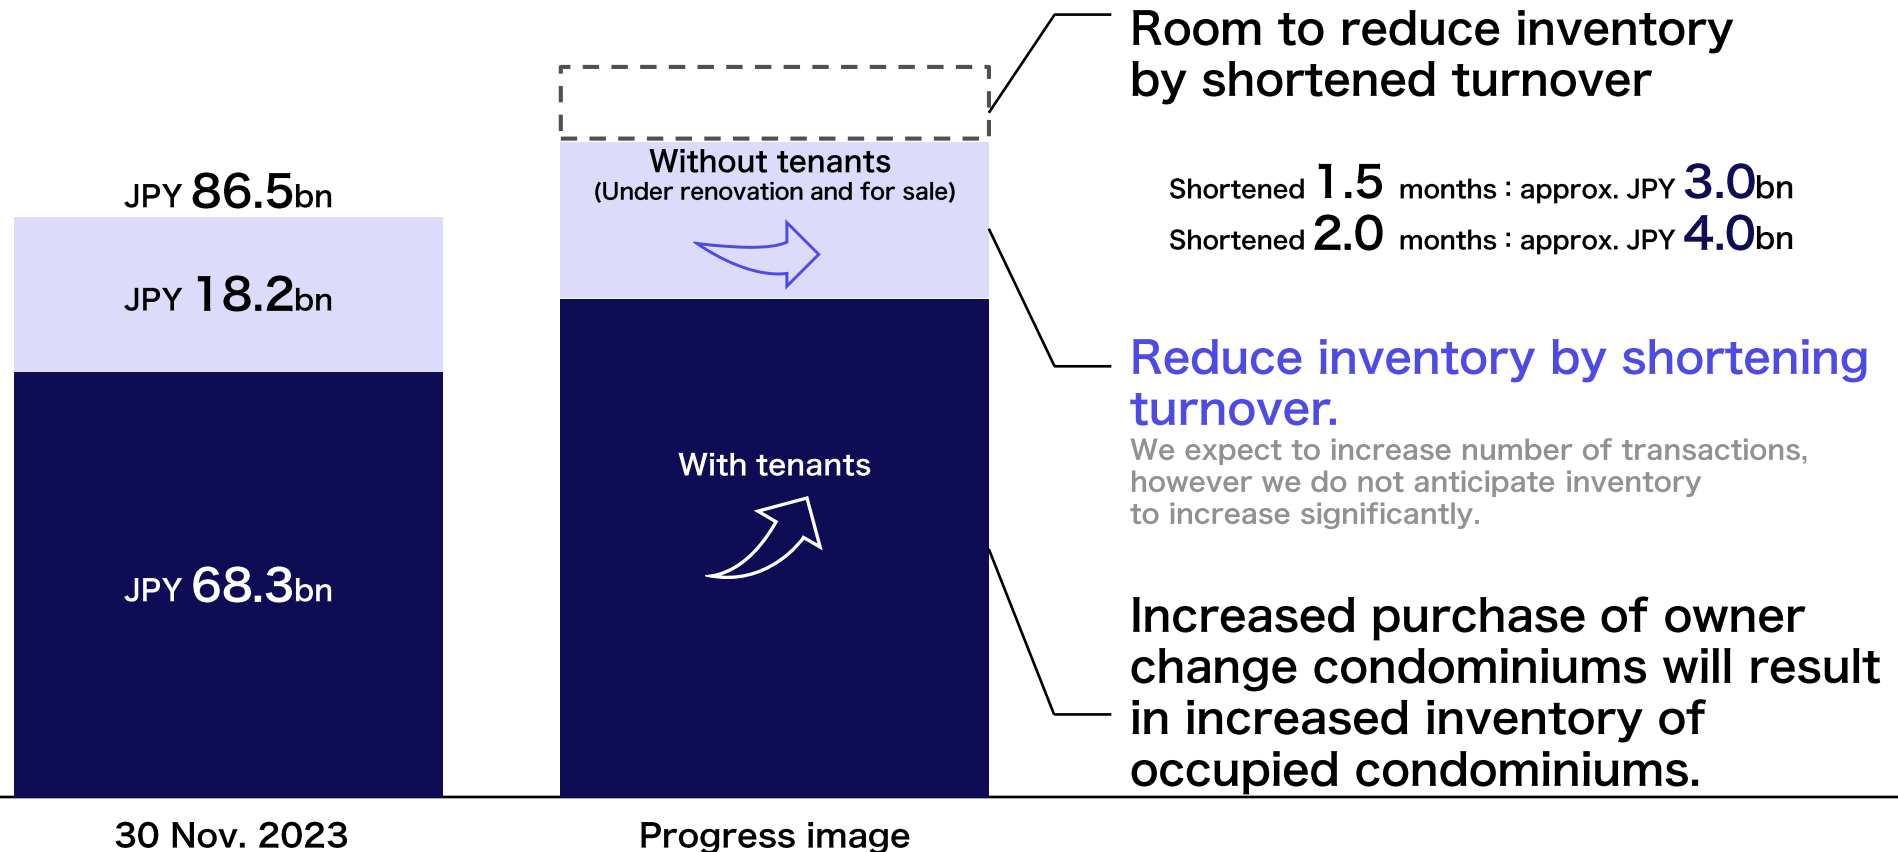 JPY 86.5bn
JPY 18.2bn
JPY 68.3bn
30 Nov. 2023
Without tenants
(Under renovation and for sale)
With tenants
Progress image
Room to reduce inventory
by shortened turnover
Shortened 1.5 months : approx. JPY 3.0bn
Shortened 2.0 months : approx. JPY 4.0bn
Reduce inventory by shortening
turnover.
We expect to increase number of transactions,
however we do not anticipate inventory
to increase significantly.
Increased purchase of owner
change condominiums will result
in increased inventory of
occupied condominiums.